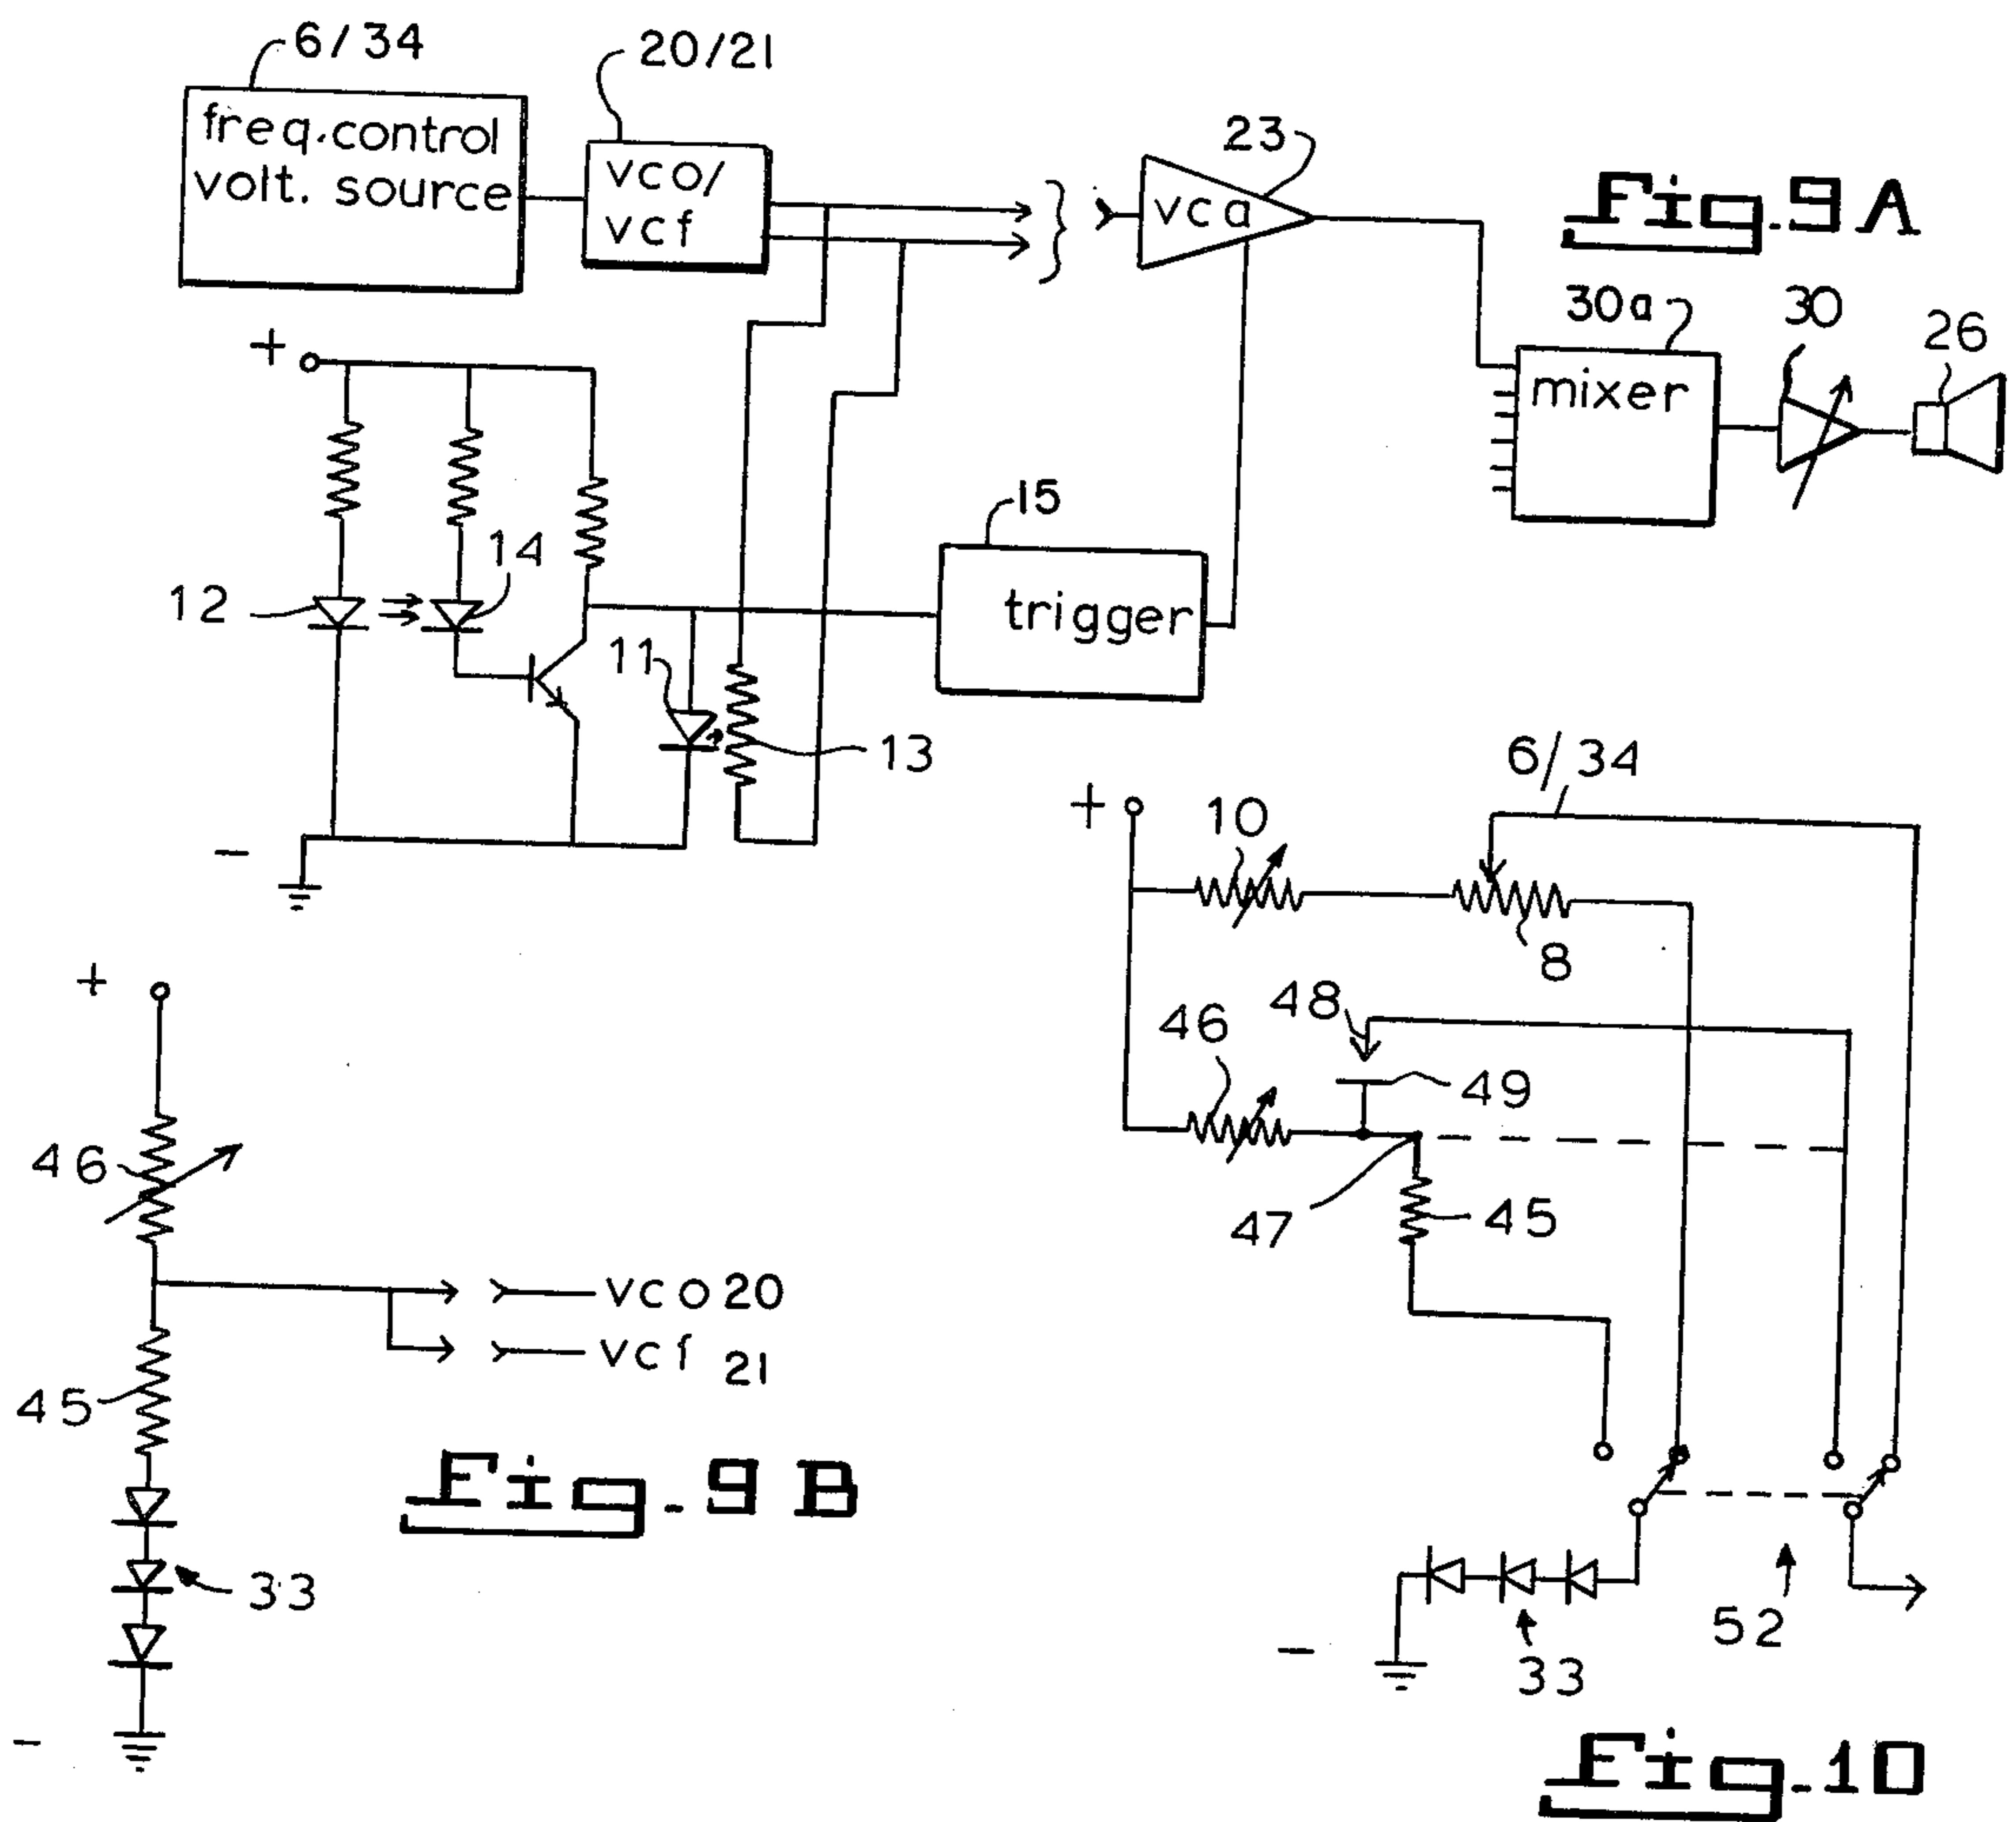 6/34
20/21
freq. control
volt. source
vco/
vcf
23
vca
Fig. 9A
30a
30
26
mixer
+
15
trigger
14
12
11
13
-
6/34
+
10
8
48
46
49
47
45
52
33
-
Fig. 10
+
46
vco 20
vcf 21
45
Fig. 9B
33
-